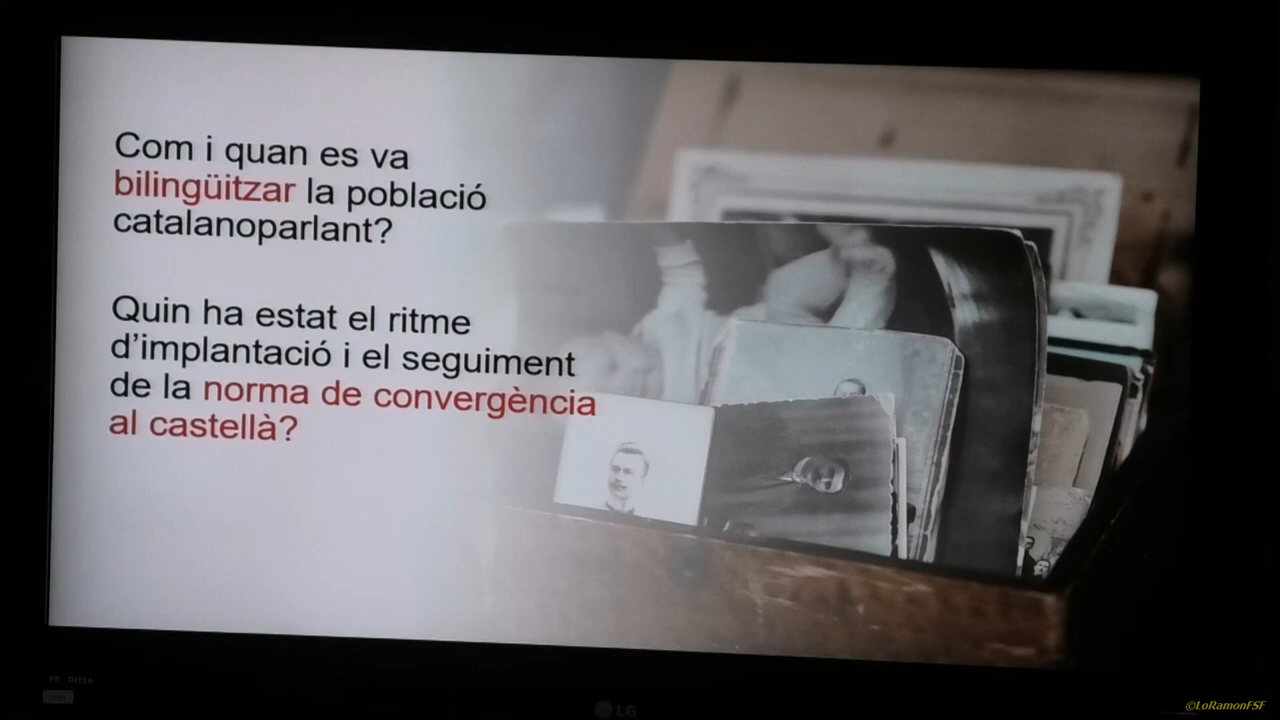 Com i quan es va
bilingüitzar la població
catalanoparlant?
Quin ha estat el ritme
d'implantació i el seguiment
de la norma de convergència
al castellà?
LG
©LoRamonFSF